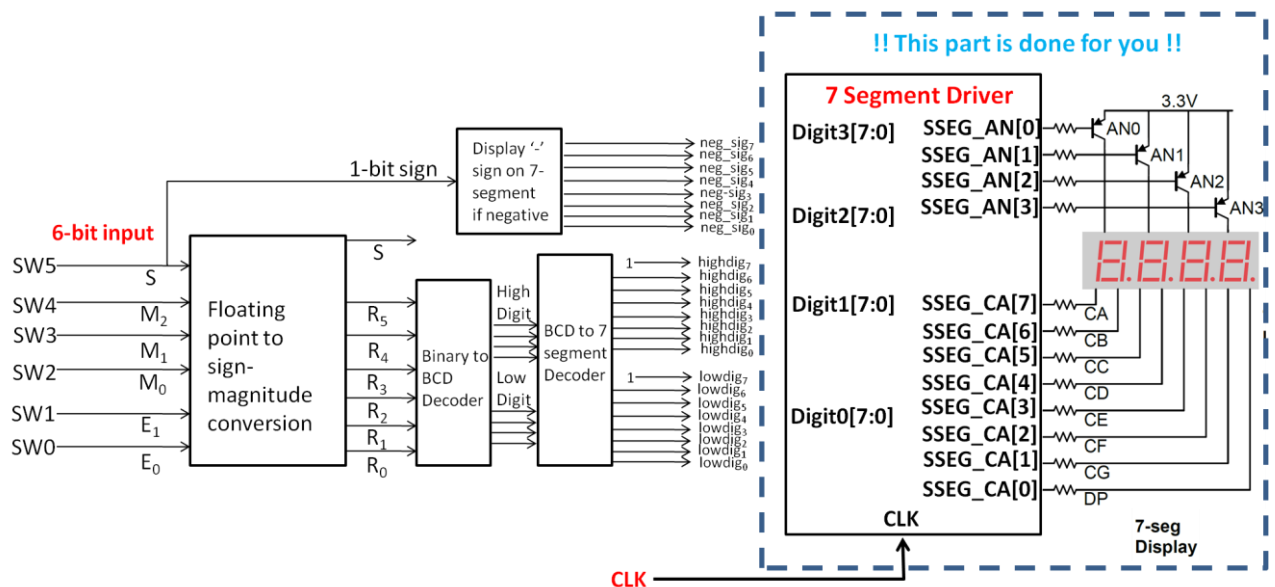 !! This part is done for you !!
7 Segment Driver
3.3V
Digit3[7:0]
SSEG_AN[0]
AN0
SSEG_AN[1]
AN1
SSEG_AN[2]
AN2
Digit2[7:0]
SSEG_AN[3]
AN3
Display '-'
sign on 7-
segment
if negative
1-bit sign
neg_sig7
neg_sig6
neg_sig5
neg_sig4
neg-sig3
neg_sig2
neg_sig1
neg_sig0
6-bit input
SW5
S
SW4
M2
SW3
M1
SW2
M0
SW1
E1
SW0
E0
Floating
point to
sign-
magnitude
conversion
S
R5
R4
R3
R2
R1
R0
Binary to
BCD
Decoder
High
Digit
Low
Digit
BCD to 7
segment
Decoder
1
highdig7
highdig6
highdig5
highdig4
highdig3
highdig2
highdig1
highdig0
1
lowdig7
lowdig6
lowdig5
lowdig4
lowdig3
lowdig2
lowdig1
lowdig0
8.8.8.8.
Digit1[7:0]
SSEG_CA[7]
CA
SSEG_CA[6]
CB
SSEG_CA[5]
CC
SSEG_CA[4]
CD
Digit0[7:0]
SSEG_CA[3]
CE
SSEG_CA[2]
CF
SSEG_CA[1]
CG
SSEG_CA[0]
DP
CLK
7-seg
Display
CLK